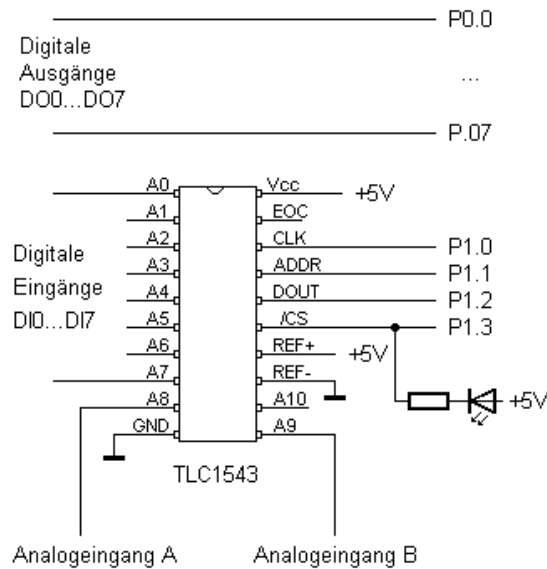 P0.0
Digitale
Ausgänge
DO0...DO7
...
P.07
A0
Vcc
+5V
A1
EOC
A2
CLK
P1.0
Digitale
Eingänge
DI0...DI7
A3
ADDR
P1.1
A4
DOUT
P1.2
A5
/CS
P1.3
A6
REF+
+5V
A7
REF-
A8
A10
+5V
GND
A9
TLC1543
Analogeingang A
Analogeingang B